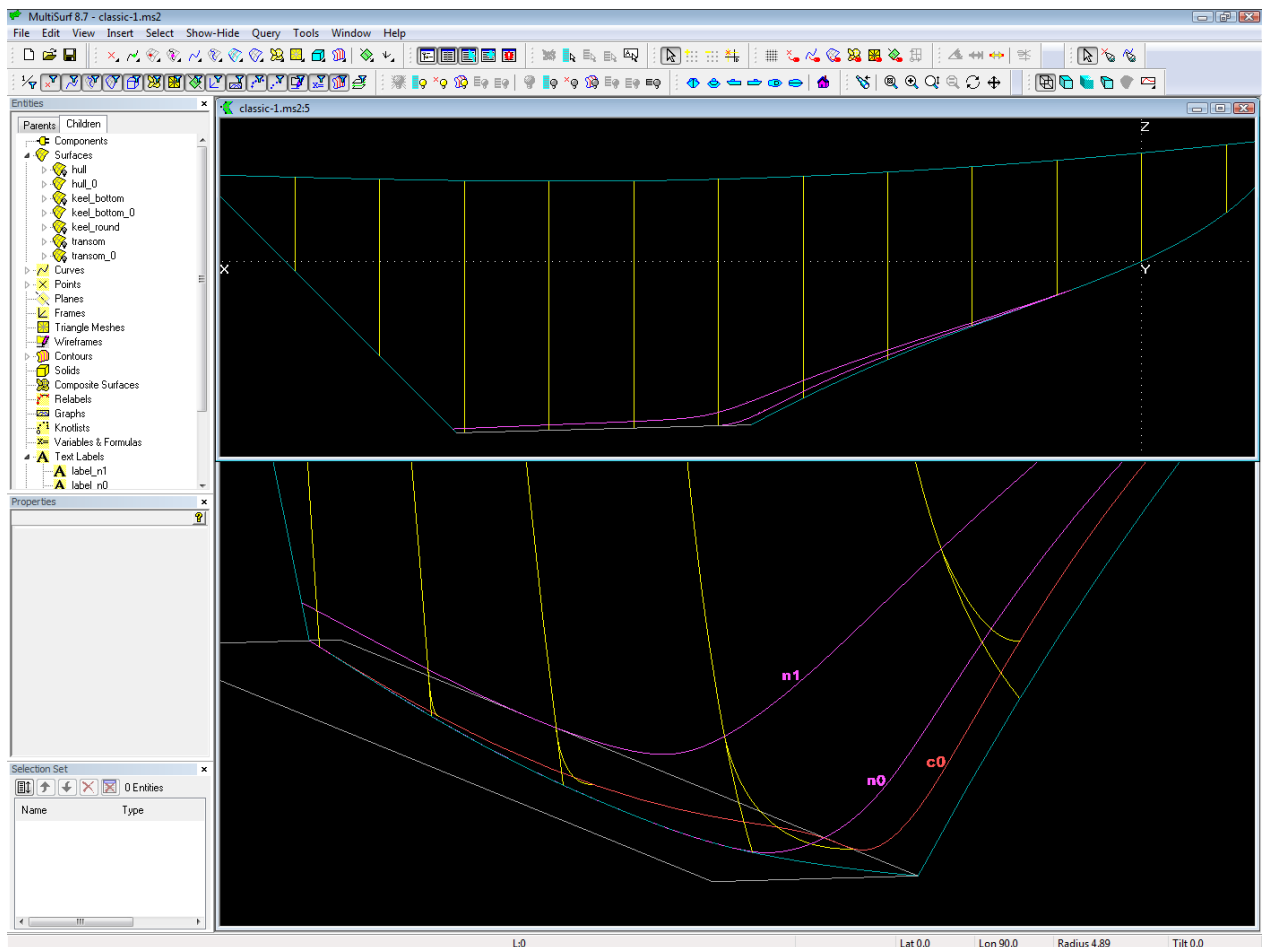 MultiSurf 8.7 - classic-1.ms2
File Edit View Insert Select Show-Hide Query Tools Window Help
Entities
Parents Children
Components
Surfaces
hull
hull_0
keel_bottom
keel_bottom_0
keel_round
transom
transom_0
Curves
Points
Planes
Frames
Triangle Meshes
Wireframes
Contours
Solids
Composite Surfaces
Relabels
Graphs
Knotlists
Variables & Formulas
Text Labels
label_n1
label_n0
Properties
Selection Set
0 Entities
Name Type
classic-1.ms2:5
Z
X
Y
n1
n0
c0
L:0 Lat 0.0 Lon 90.0 Radius 4.89 Tilt 0.0